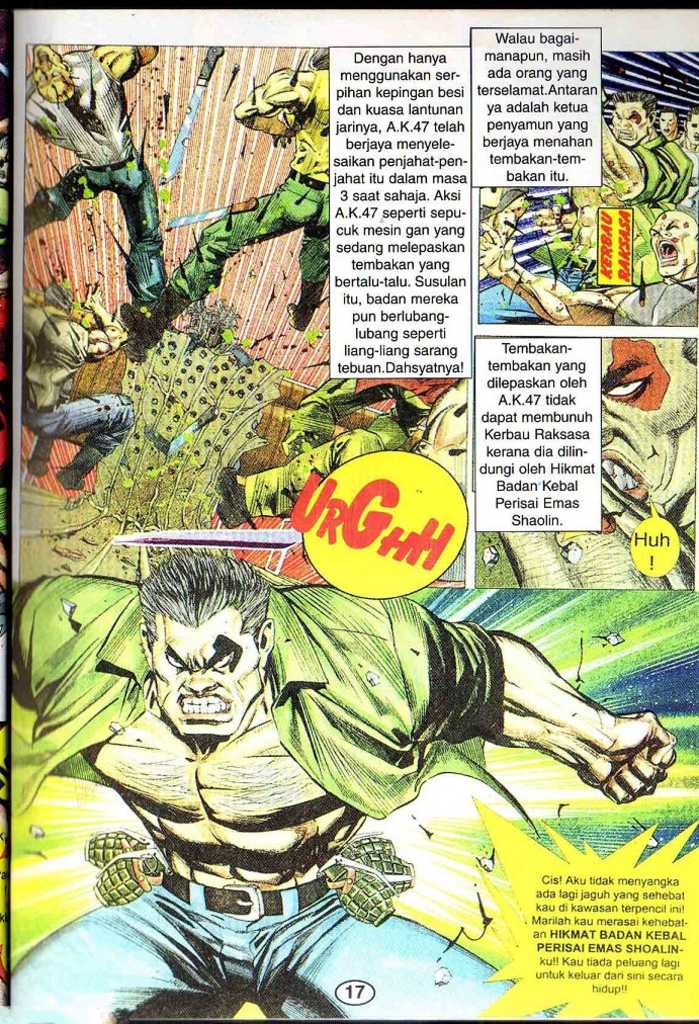 Dengan hanya
menggunakan ser-
pihan kepingan besi
dan kuasa lantunan
jarinya, A.K.47 telah
berjaya menyele-
saikan penjahat-pen-
jahat itu dalam masa
3 saat sahaja. Aksi
A.K.47 seperti sepu-
cuk mesin gan yang
sedang melepaskan
tembakan yang
bertalu-talu. Susulan
itu, badan mereka
pun berlubang-
lubang seperti
liang-liang sarang
tebuan.Dahsyatnya!
Walau bagai-
manapun, masih
ada orang yang
terselamat.Antaran
ya adalah ketua
penyamun yang
berjaya menahan
tembakan-tem-
bakan itu.
KERBAU
RAKSASA
Tembakan-
tembakan yang
dilepaskan oleh
A.K.47 tidak
dapat membunuh
Kerbau Raksasa
kerana dia dilin-
dungi oleh Hikmat
Badan Kebal
Perisai Emas
Shaolin.
Huh
!
URGHH
Cis! Aku tidak menyangka
ada lagi jaguh yang sehebat
kau di kawasan terpencil ini!
Marilah kau merasai kehebat-
an HIKMAT BADAN KEBAL
PERISAI EMAS SHOALIN-
ku!! Kau tiada peluang lagi
untuk keluar dari sini secara
hidup!!
17